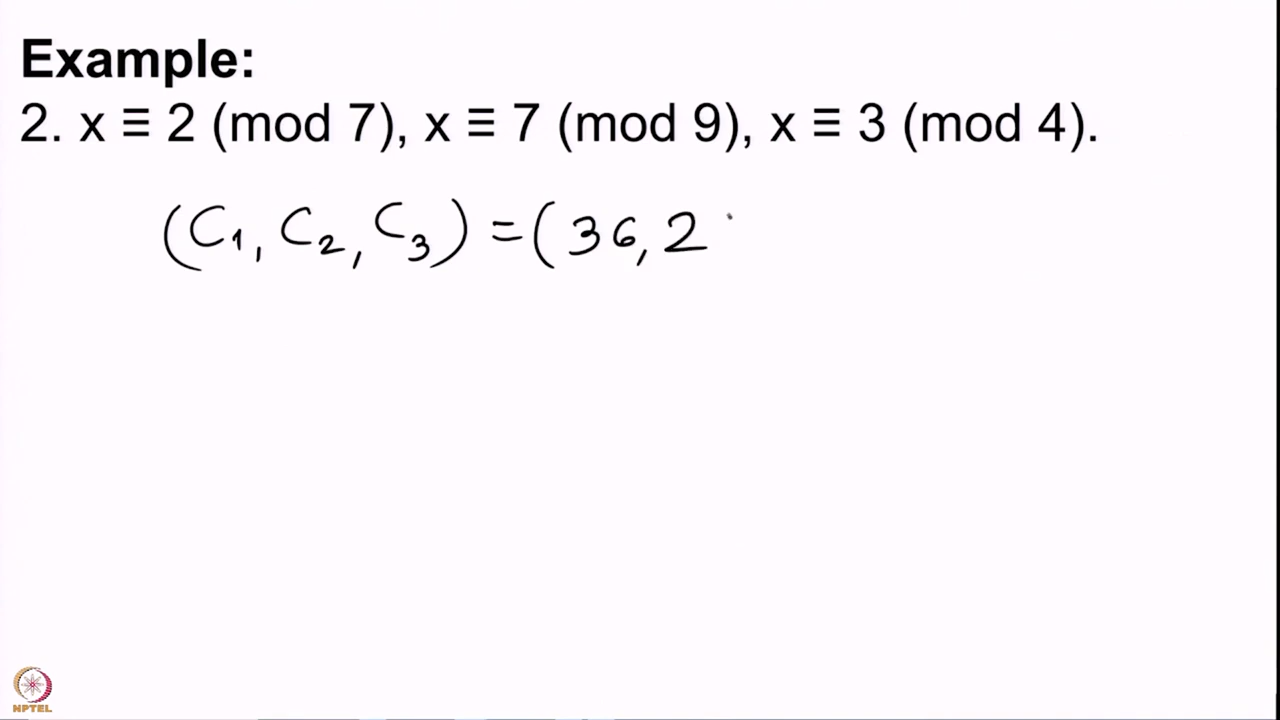 Example:
2. x ≡ 2 (mod 7), x ≡ 7 (mod 9), x ≡ 3 (mod 4).
(C₁, C₂, C₃) = (36, 2
NPTEL